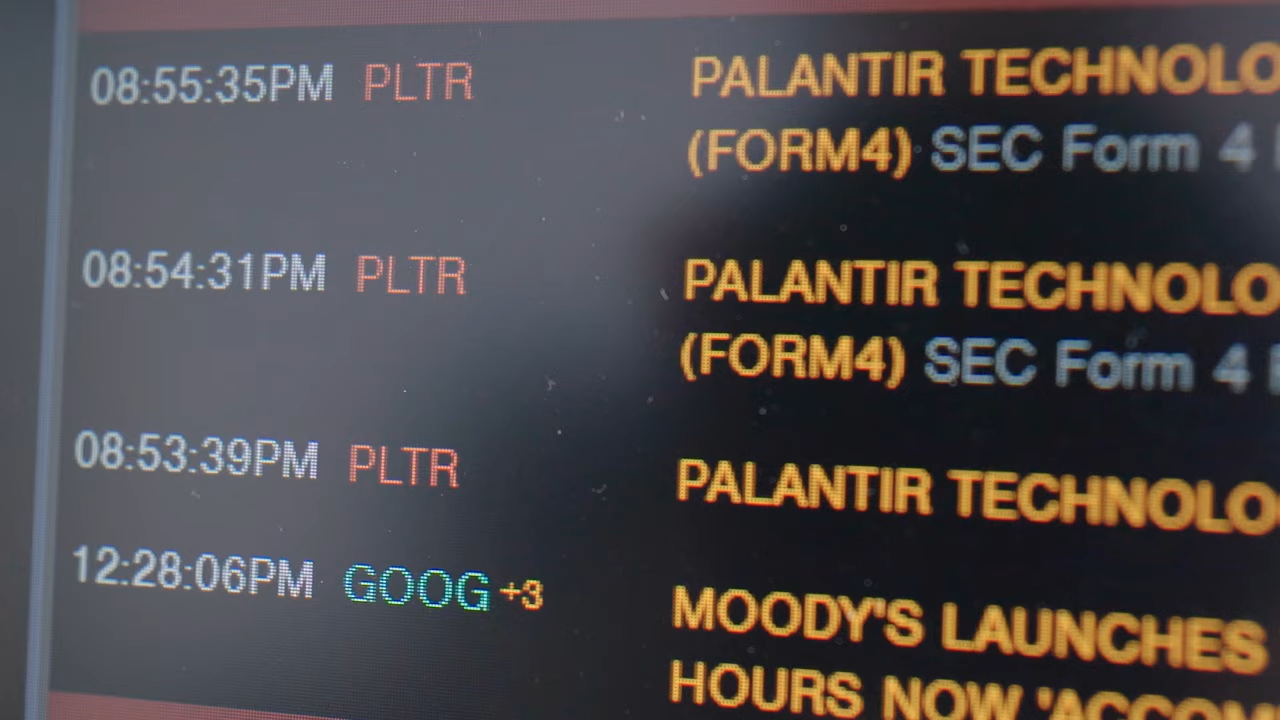 08:55:35PM PLTR PALANTIR TECHNOLO
(FORM4) SEC Form 4
08:54:31PM PLTR PALANTIR TECHNOLO
(FORM4) SEC Form 4
08:53:39PM PLTR PALANTIR TECHNOLO
12:28:06PM GOOG +3 MOODY'S LAUNCHES
HOURS NOW 'ACCOM